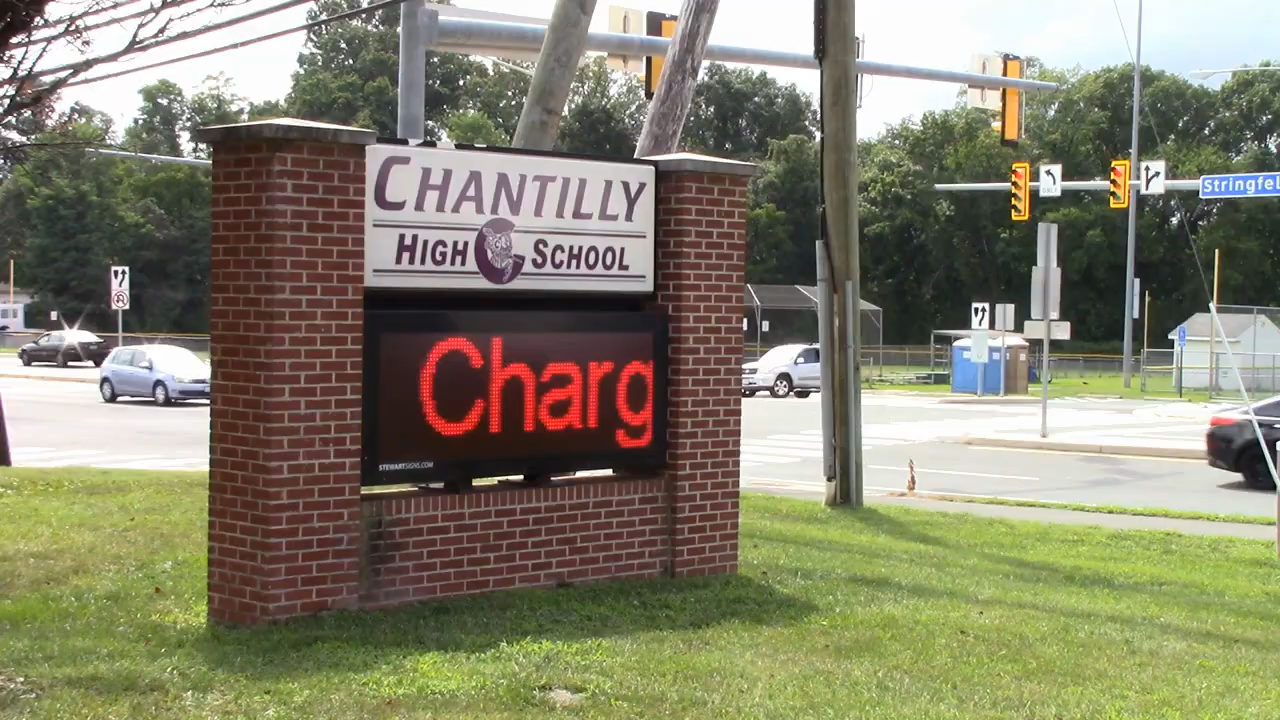 CHANTILLY
HIGH SCHOOL
Charg
STEWARTSIGNS.COM
ONLY
Stringfel